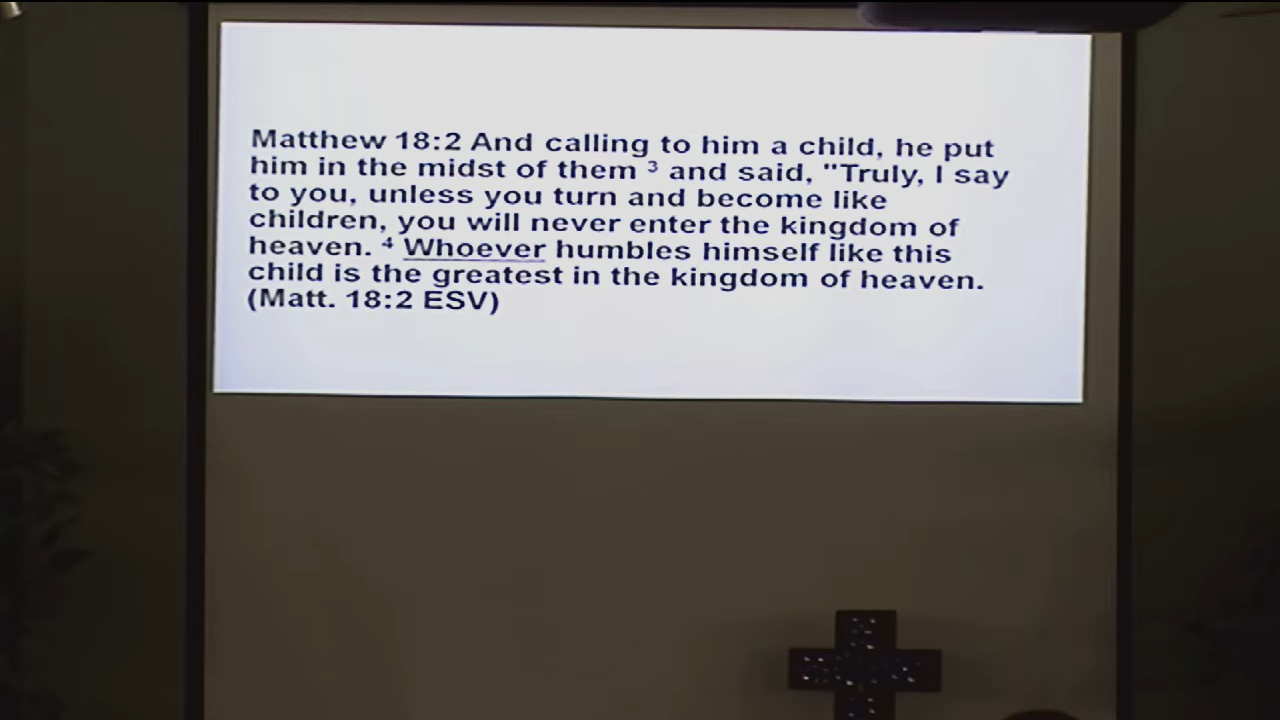 Matthew 18:2 And calling to him a child, he put
him in the midst of them ³ and said, "Truly, I say
to you, unless you turn and become like
children, you will never enter the kingdom of
heaven. ⁴ Whoever humbles himself like this
child is the greatest in the kingdom of heaven.
(Matt. 18:2 ESV)